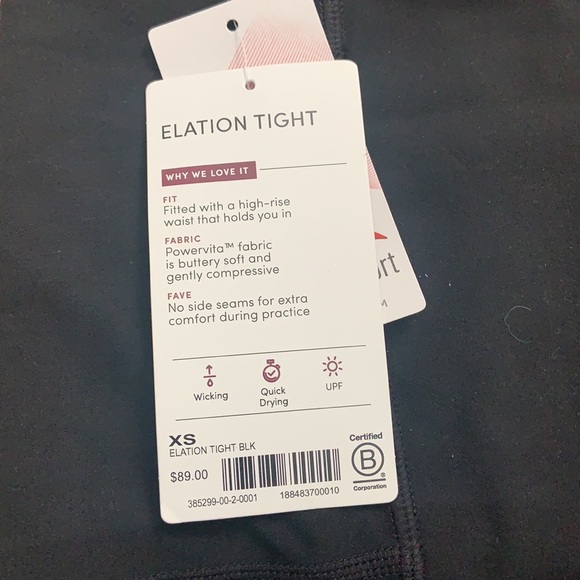 ELATION TIGHT
WHY WE LOVE IT
FIT
Fitted with a high-rise
waist that holds you in
FABRIC
Powervita™ fabric
is buttery soft and
gently compressive
FAVE
No side seams for extra
comfort during practice
Wicking
Quick
Drying
UPF
XS
ELATION TIGHT BLK
$89.00
385299-00-2-0001
188483700010
Certified
B
®
Corporation